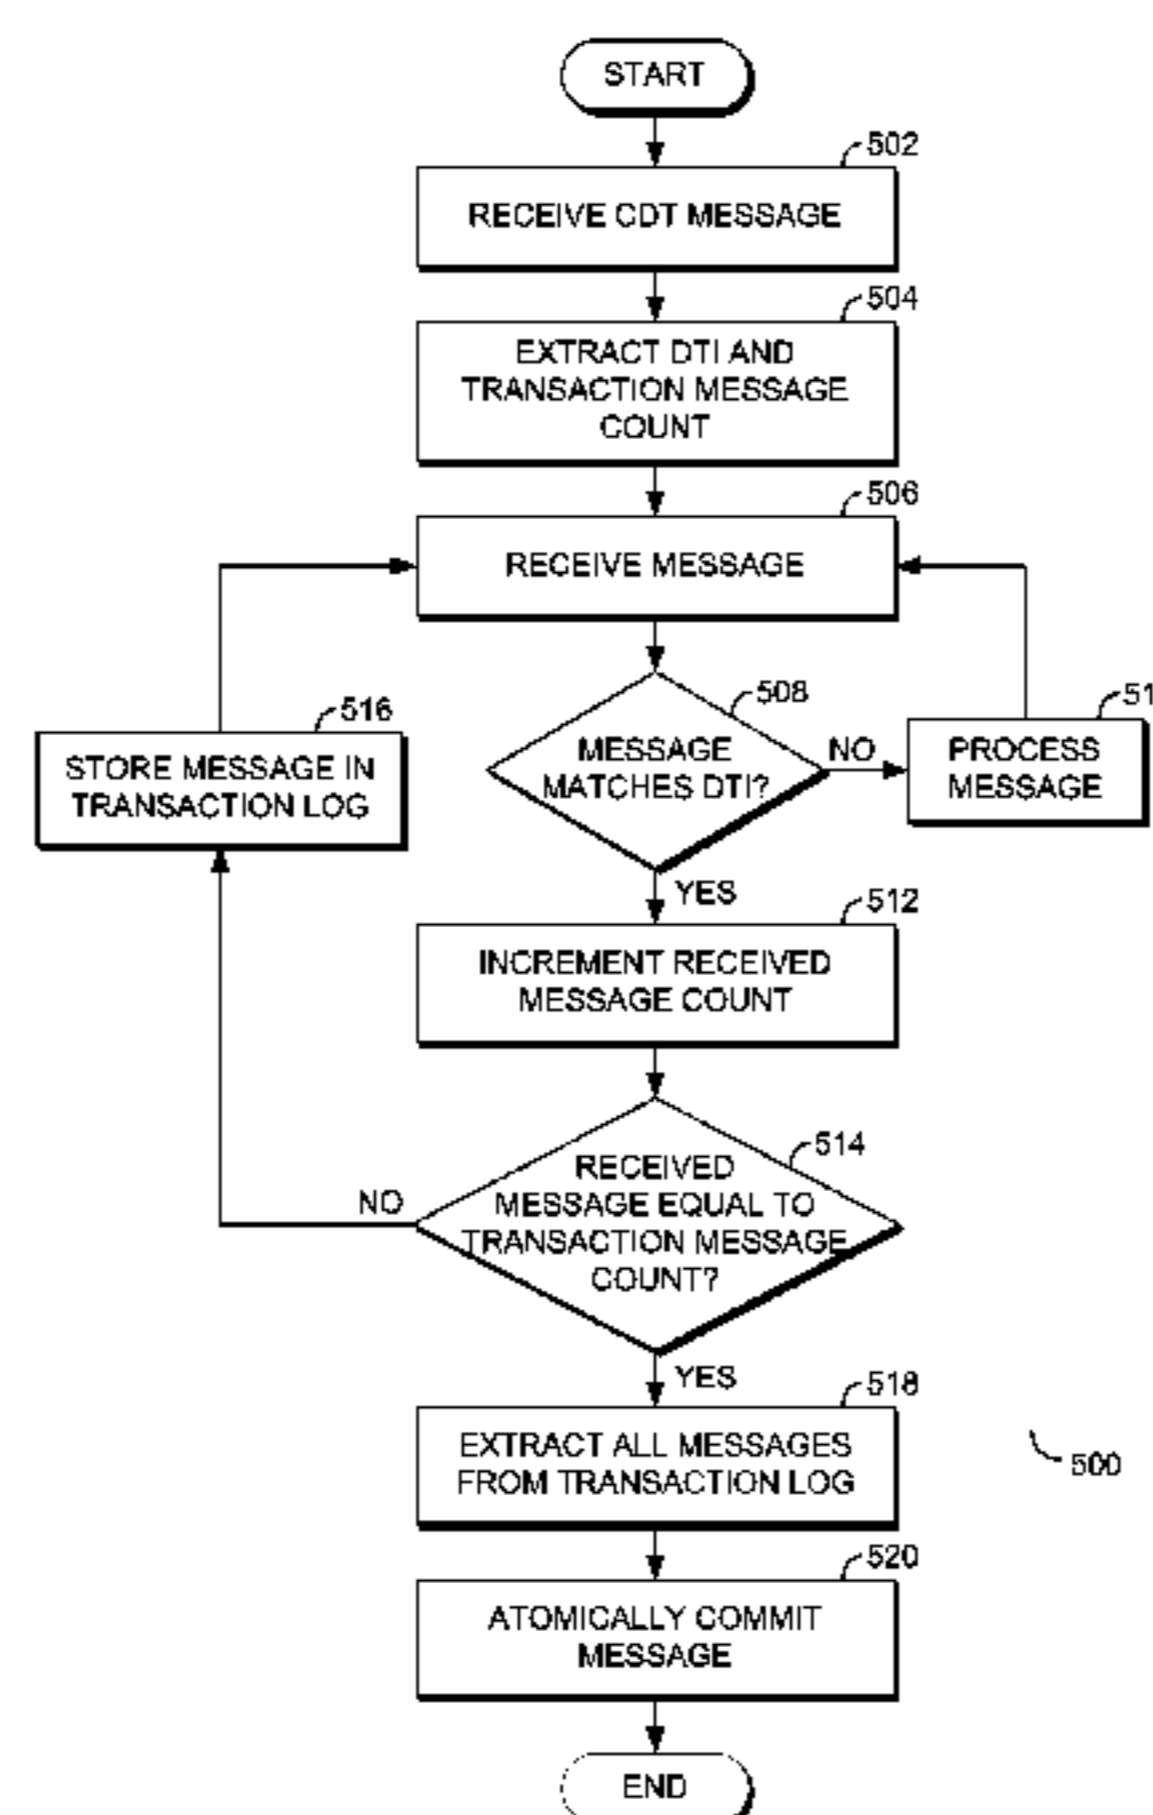 START
502
RECEIVE CDT MESSAGE
504
EXTRACT DTI AND
TRANSACTION MESSAGE
COUNT
506
RECEIVE MESSAGE
508
MESSAGE
MATCHES DTI?
NO
51
PROCESS
MESSAGE
516
STORE MESSAGE IN
TRANSACTION LOG
YES
512
INCREMENT RECEIVED
MESSAGE COUNT
514
RECEIVED
MESSAGE EQUAL TO
TRANSACTION MESSAGE
COUNT?
NO
YES
518
EXTRACT ALL MESSAGES
FROM TRANSACTION LOG
500
520
ATOMICALLY COMMIT
MESSAGE
END